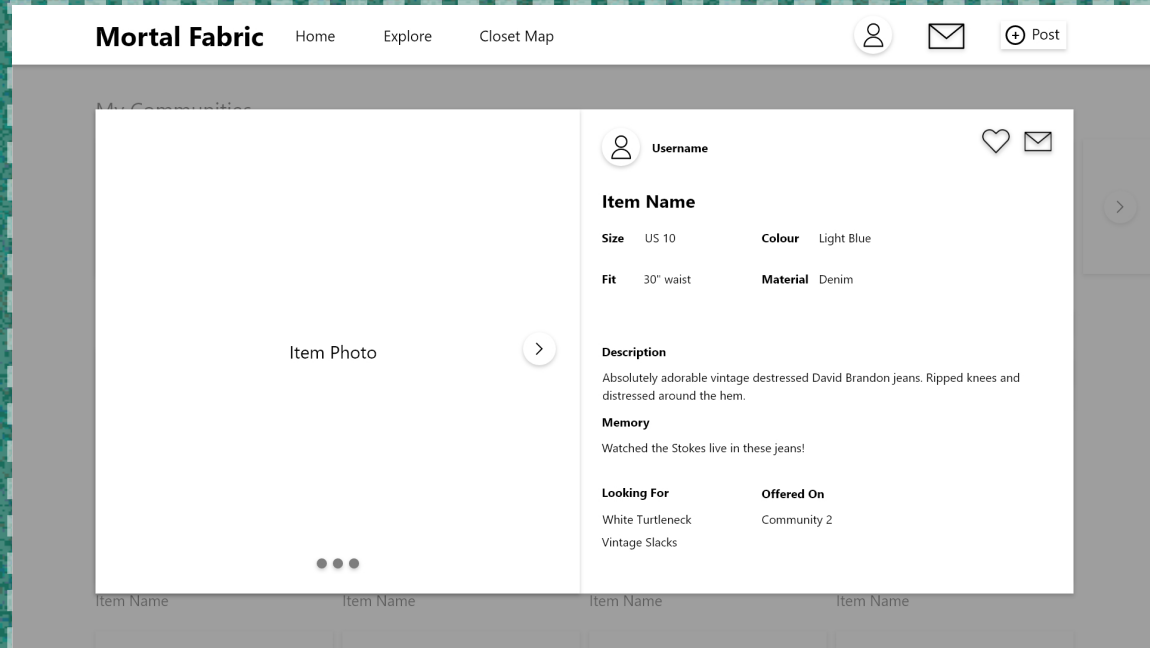 Mortal Fabric Home Explore Closet Map Post
My Communities
Username
Item Name
Size US 10 Colour Light Blue
Fit 30" waist Material Denim
Item Photo
Description
Absolutely adorable vintage destressed David Brandon jeans. Ripped knees and
distressed around the hem.
Memory
Watched the Stokes live in these jeans!
Looking For Offered On
White Turtleneck Community 2
Vintage Slacks
Item Name Item Name Item Name Item Name